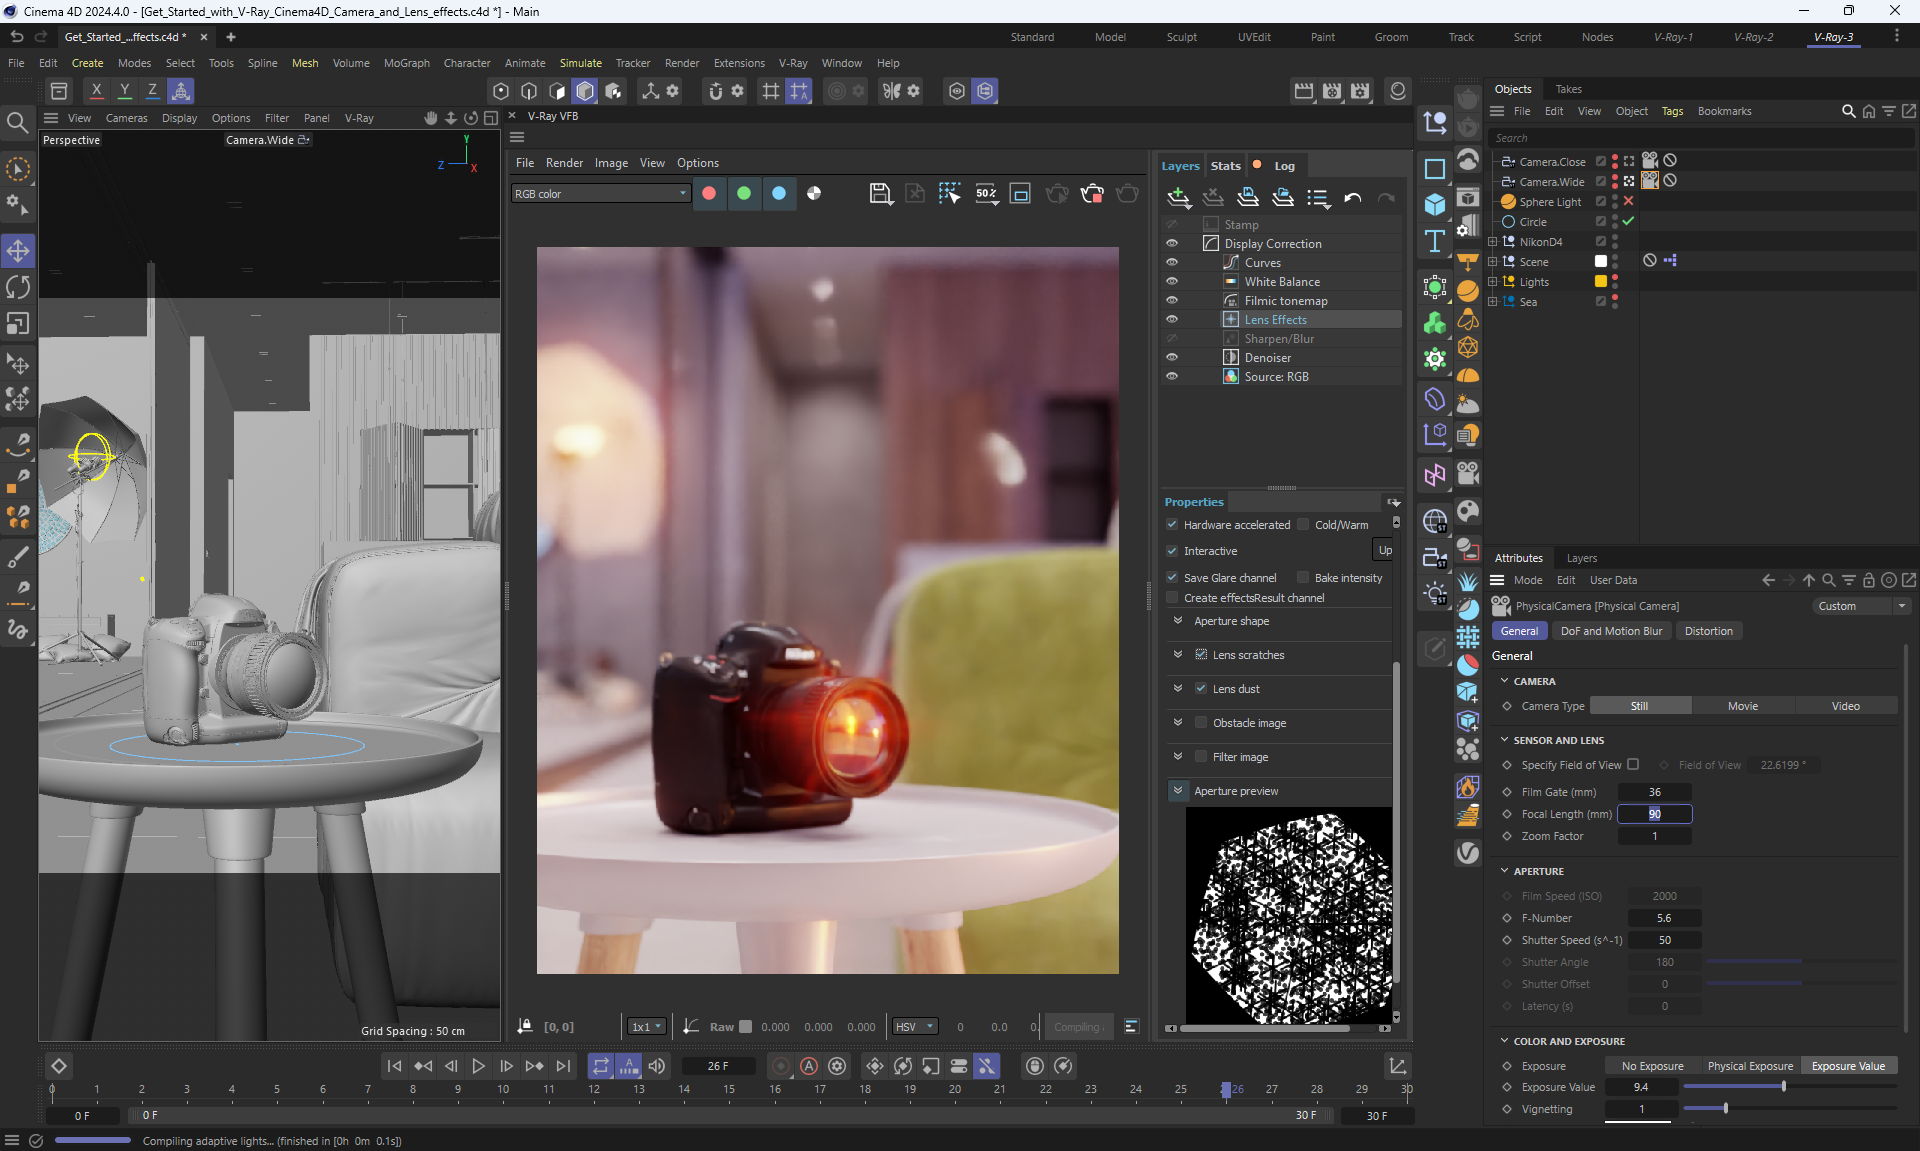 Cinema 4D 2024.4.0 - [Get_Started_with_V-Ray_Cinema4D_Camera_and_Lens_effects.c4d *] - Main
Get_Started_...ffects.c4d *
Standard Model Sculpt UVEdit Paint Groom Track Script Nodes V-Ray-1 V-Ray-2 V-Ray-3
File Edit Create Modes Select Tools Spline Mesh Volume MoGraph Character Animate Simulate Tracker Render Extensions V-Ray Window Help
X Y Z
View Cameras Display Options Filter Panel V-Ray
Perspective
Camera.Wide
Y
Z
X
Grid Spacing : 50 cm
V-Ray VFB
File Render Image View Options
RGB color
50%
Layers Stats Log
Stamp
Display Correction
Curves
White Balance
Filmic tonemap
Lens Effects
Sharpen/Blur
Denoiser
Source: RGB
Properties
Hardware accelerated Cold/Warm
Interactive Up
Save Glare channel Bake intensity
Create effectsResult channel
Aperture shape
Lens scratches
Lens dust
Obstacle image
Filter image
Aperture preview
[0, 0] 1x1 Raw 0.000 0.000 0.000 HSV 0 0.0 0. Compiling
Objects Takes
File Edit View Object Tags Bookmarks
Search
Camera.Close
Camera.Wide
Sphere Light
Circle
NikonD4
Scene
Lights
Sea
Attributes Layers
Mode Edit User Data
PhysicalCamera [Physical Camera] Custom
General DoF and Motion Blur Distortion
General
CAMERA
Camera Type Still Movie Video
SENSOR AND LENS
Specify Field of View Field of View 22.6199 °
Film Gate (mm) 36
Focal Length (mm) 90
Zoom Factor 1
APERTURE
Film Speed (ISO) 2000
F-Number 5.6
Shutter Speed (s^-1) 50
Shutter Angle 180
Shutter Offset 0
Latency (s) 0
COLOR AND EXPOSURE
Exposure No Exposure Physical Exposure Exposure Value
Exposure Value 9.4
Vignetting 1
26 F
0 1 2 3 4 5 6 7 8 9 10 11 12 13 14 15 16 17 18 19 20 21 22 23 24 25 26 27 28 29 30
0 F 0 F 30 F 30 F
Compiling adaptive lights... (finished in [0h 0m 0.1s])